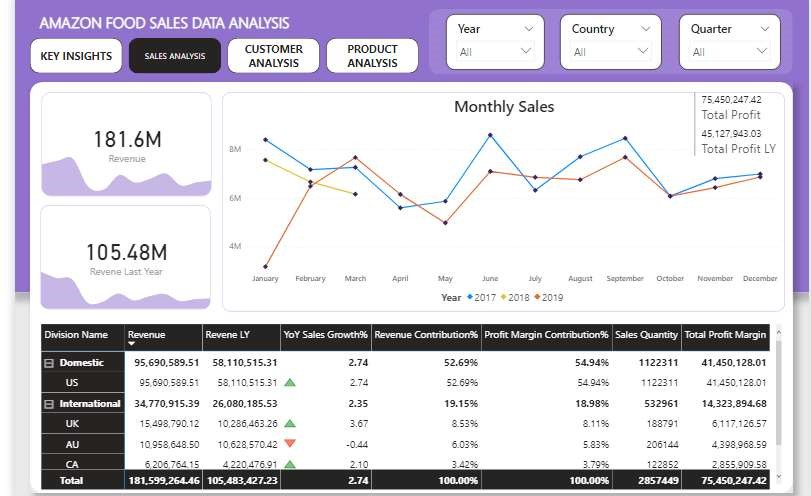 AMAZON FOOD SALES DATA ANALYSIS
KEY INSIGHTS
SALES ANALYSIS
CUSTOMER
ANALYSIS
PRODUCT
ANALYSIS
Year
All
Country
All
Quarter
All
181.6M
Revenue
105.48M
Revene Last Year
Monthly Sales
75,450,247.42
Total Profit
45,127,943.03
Total Profit LY
8M
6M
4M
January February March April May June July August September October November December
Year 2017 2018 2019
Division Name Revenue Revene LY YoY Sales Growth% Revenue Contribution% Profit Margin Contribution% Sales Quantity Total Profit Margin
Domestic 95,690,589.51 58,110,515.31 2.74 52.69% 54.94% 1122311 41,450,128.01
US 95,690,589.51 58,110,515.31 2.74 52.69% 54.94% 1122311 41,450,128.01
International 34,770,915.39 26,080,185.53 2.35 19.15% 18.98% 532961 14,323,894.68
UK 15,498,790.12 10,286,463.26 3.67 8.53% 8.11% 188791 6,117,126.57
AU 10,958,648.50 10,628,570.42 -0.44 6.03% 5.83% 206144 4,398,968.59
CA 6,206,764.15 4,220,476.91 2.10 3.42% 3.79% 122852 2,855,909.58
Total 181,599,264.46 105,483,427.23 2.74 100.00% 100.00% 2857449 75,450,247.42